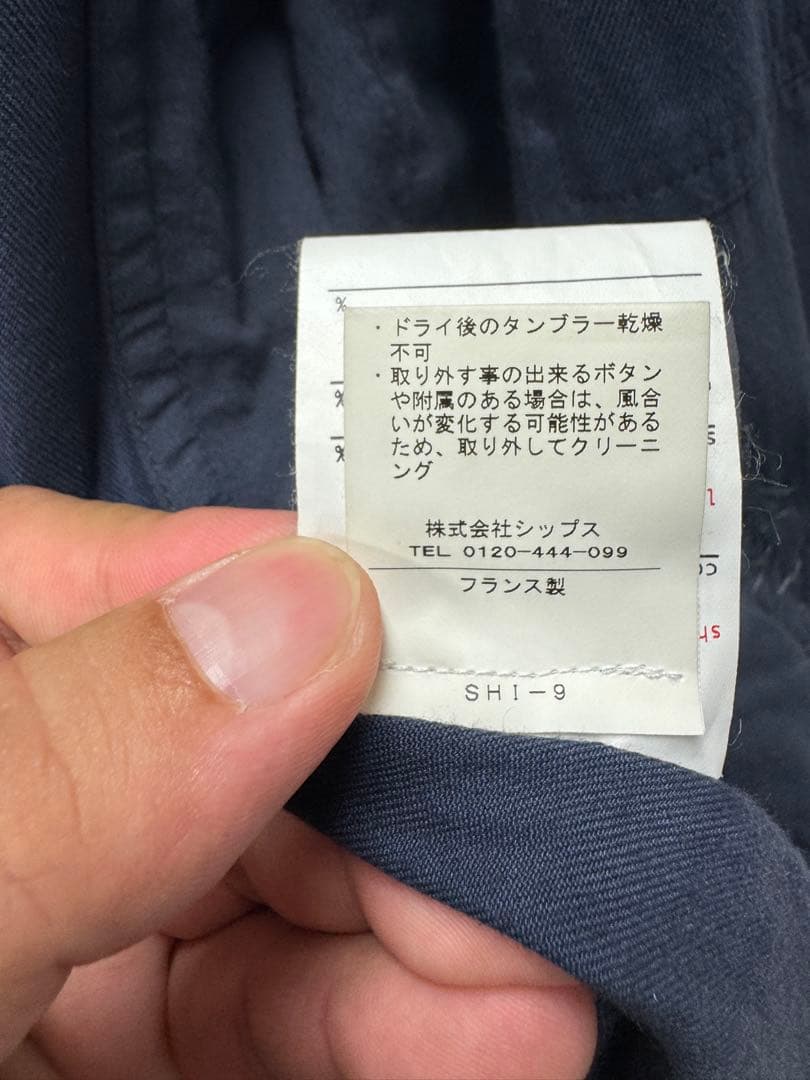 %
・ドライ後のタンブラー乾燥
不可
・取り外す事の出来るボタン
や附属のある場合は、風合
いが変化する可能性がある
ため、取り外してクリーニ
ング
%
%
株式会社シップス
TEL 0120-444-099
フランス製
SHI-9